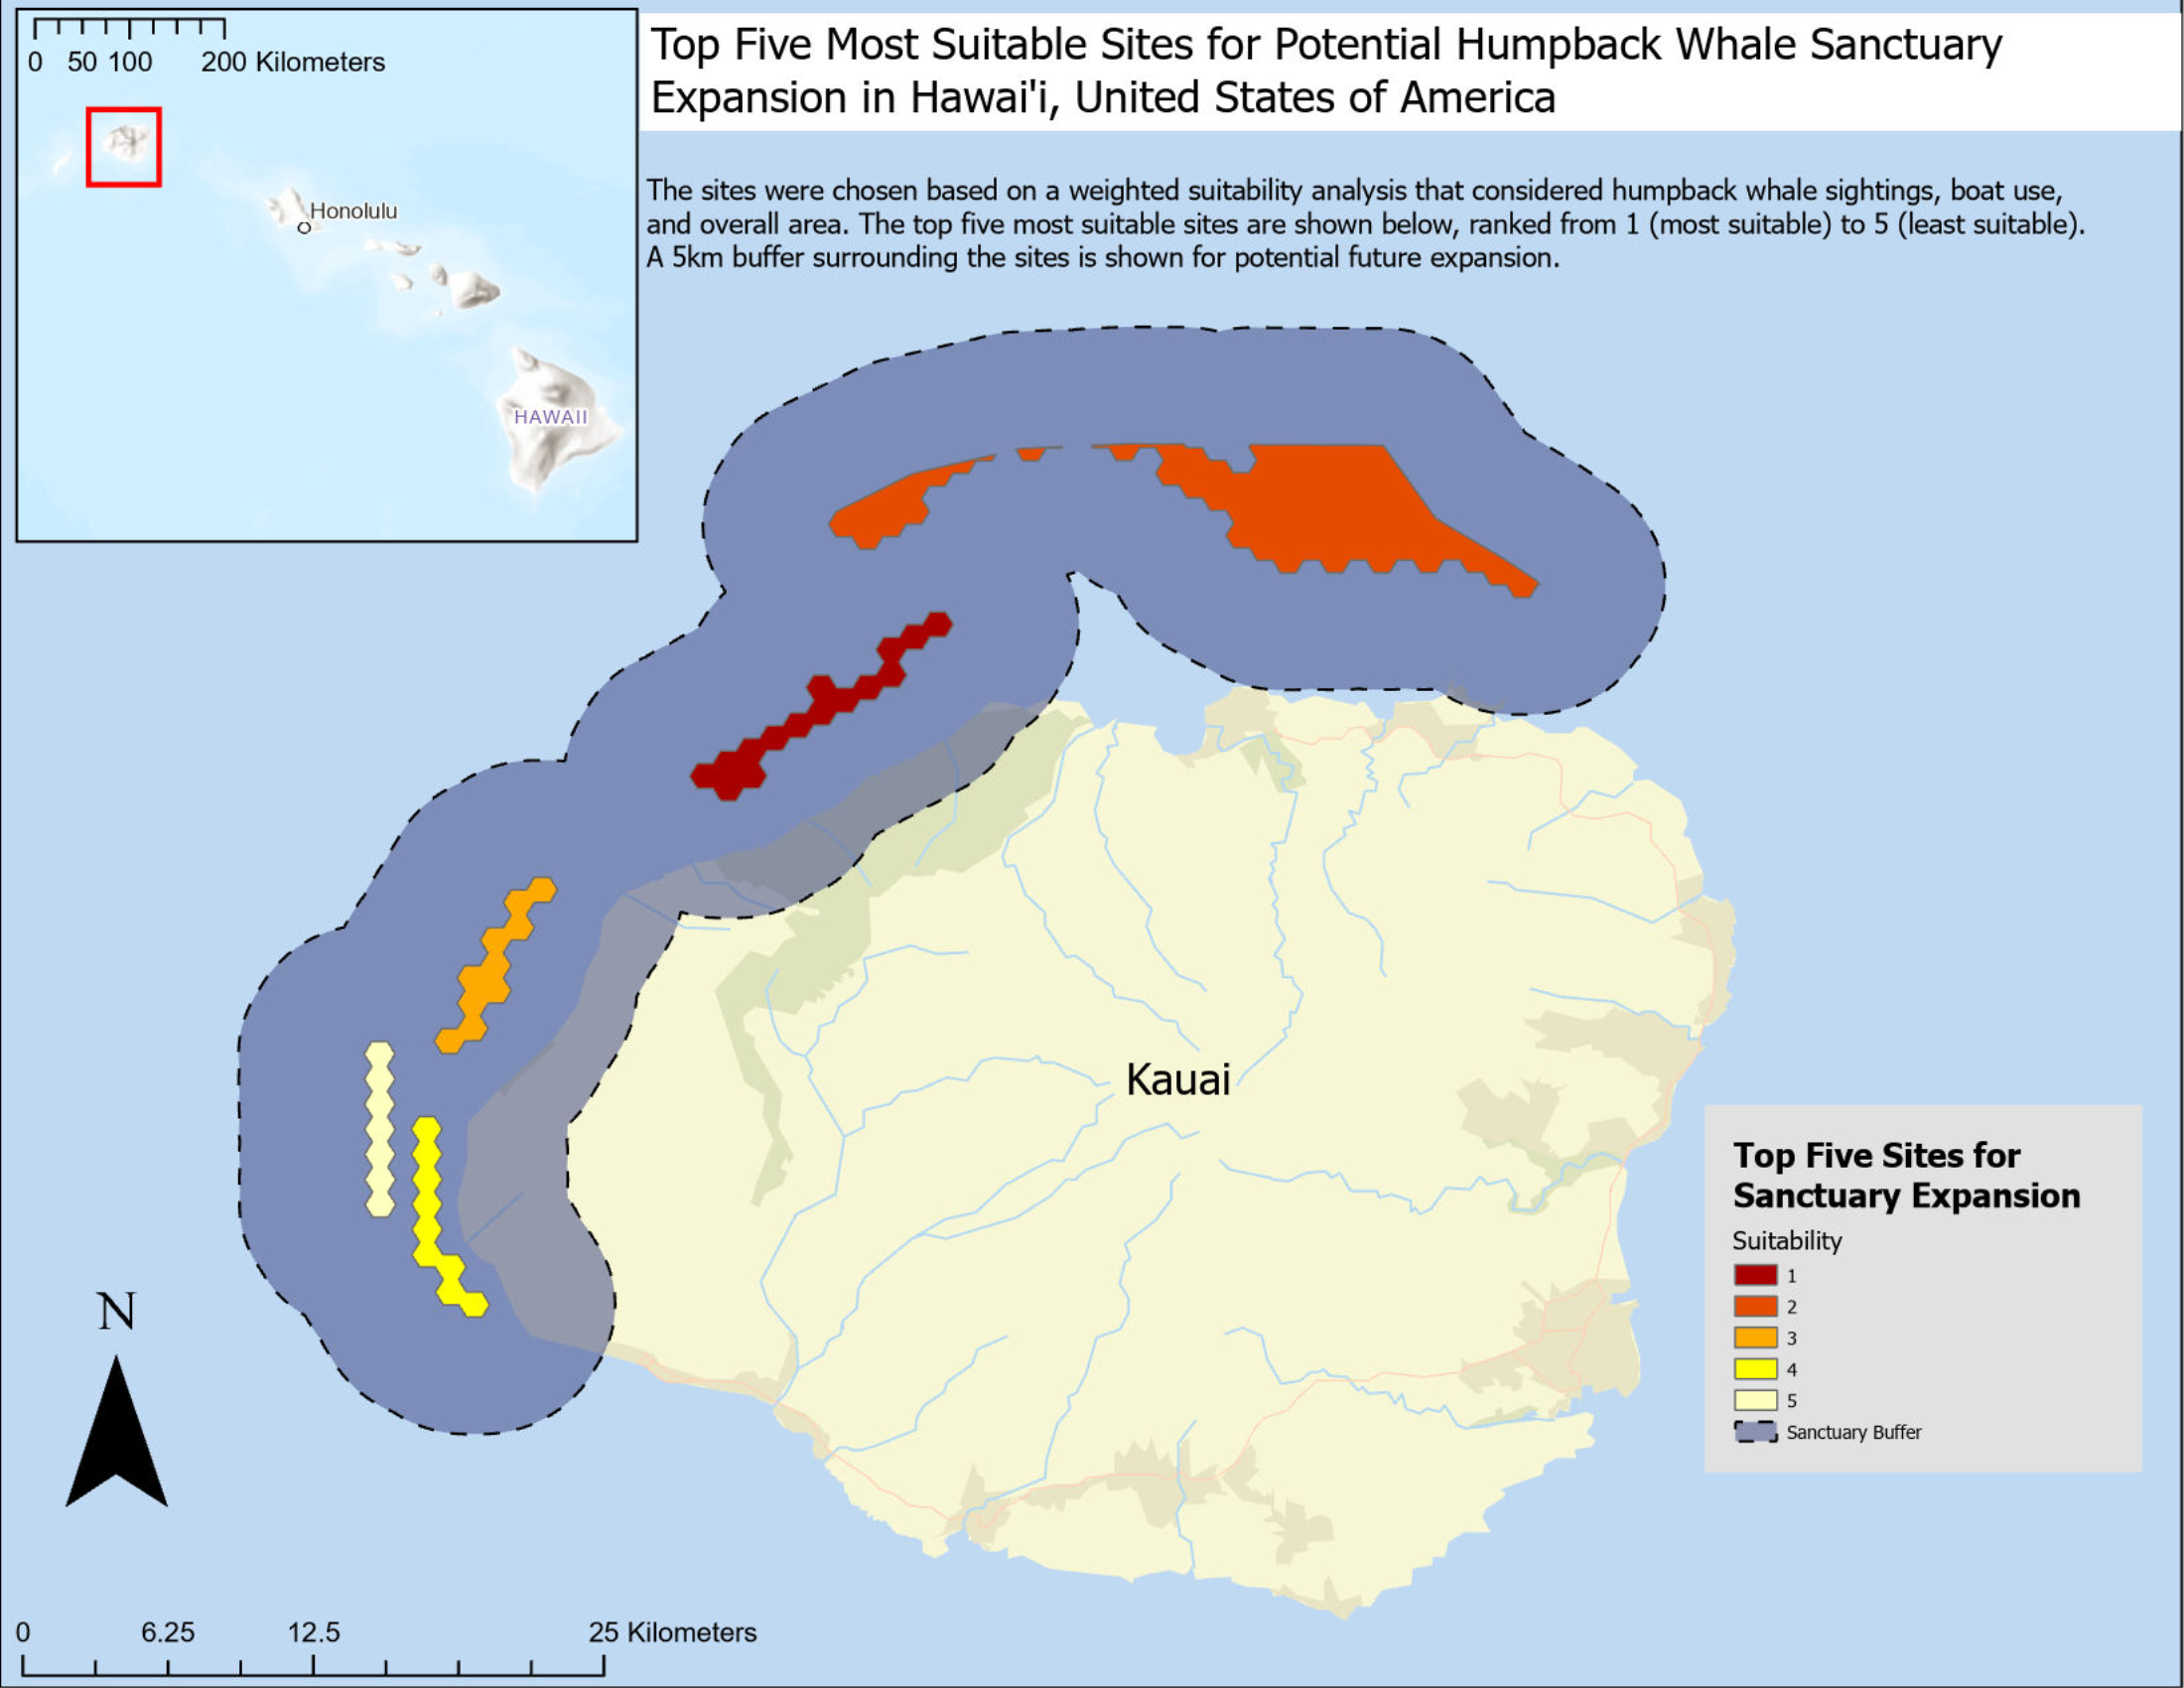 0 50 100 200 Kilometers
Honolulu
HAWAII
Top Five Most Suitable Sites for Potential Humpback Whale Sanctuary
Expansion in Hawai'i, United States of America
The sites were chosen based on a weighted suitability analysis that considered humpback whale sightings, boat use,
and overall area. The top five most suitable sites are shown below, ranked from 1 (most suitable) to 5 (least suitable).
A 5km buffer surrounding the sites is shown for potential future expansion.
Kauai
Top Five Sites for
Sanctuary Expansion
Suitability
1
2
3
4
5
Sanctuary Buffer
N
0 6.25 12.5 25 Kilometers